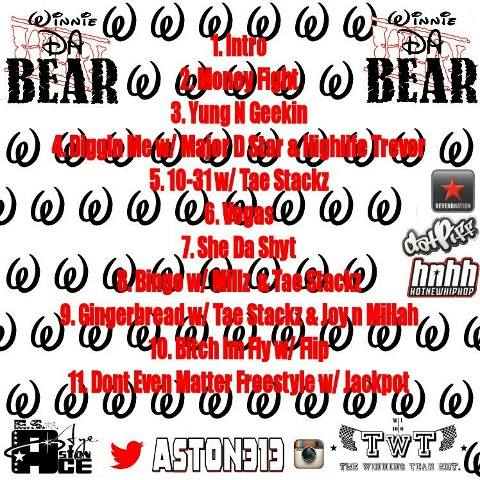 WINNIE
DA
BEAR
WINNIE
DA
BEAR
1. Intro
2. Money Fight
3. Yung N Geekin
4. Diggin Me w/ Major D Star & Highlife Trevor
5. 10-31 w/ Tae Stackz
6. Vegas
7. She Da Shyt
8. Bingo w/ Millz & Tae Stackz
9. Gingerbread w/ Tae Stackz & Joy n Millah
10. Bitch Im Fly w/ Flip
11. Dont Even Matter Freestyle w/ Jackpot
REVERBNATION
datPiff
hnhh
HOTNEWHIPHOP
ASTON313
TWT
THE WINNING TEAM ENT.